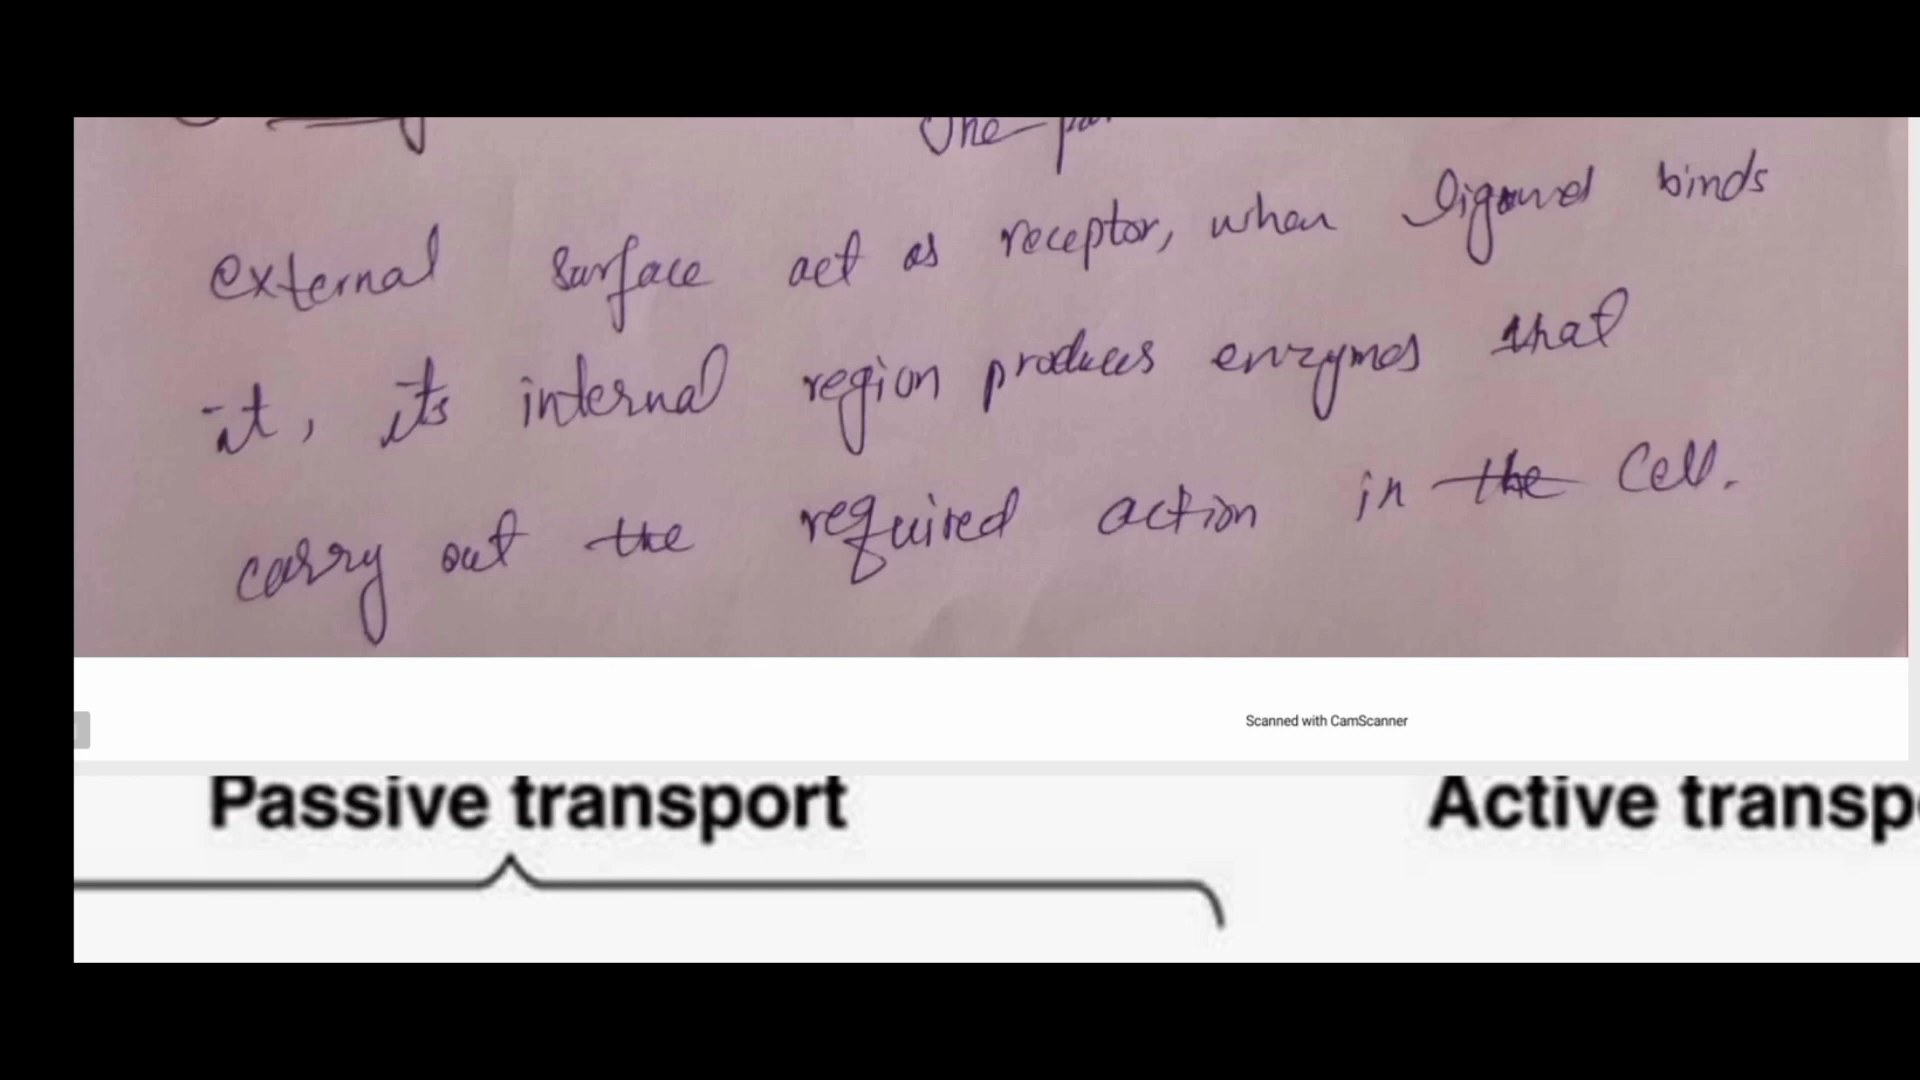 The
external surface act as receptor, when ligand binds
it, its internal region produces enzymes that
carry out the required action in the Cell.
Scanned with CamScanner
Passive transport
Active transp